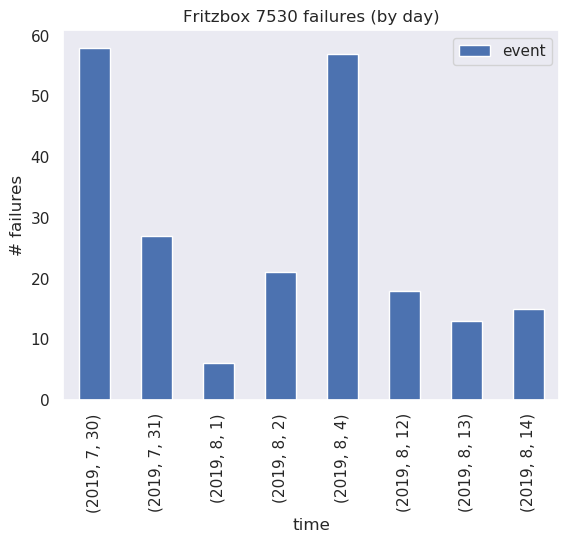 Fritzbox 7530 failures (by day)
event
# failures
60
50
40
30
20
10
0
(2019, 7, 30)
(2019, 7, 31)
(2019, 8, 1)
(2019, 8, 2)
(2019, 8, 4)
(2019, 8, 12)
(2019, 8, 13)
(2019, 8, 14)
time